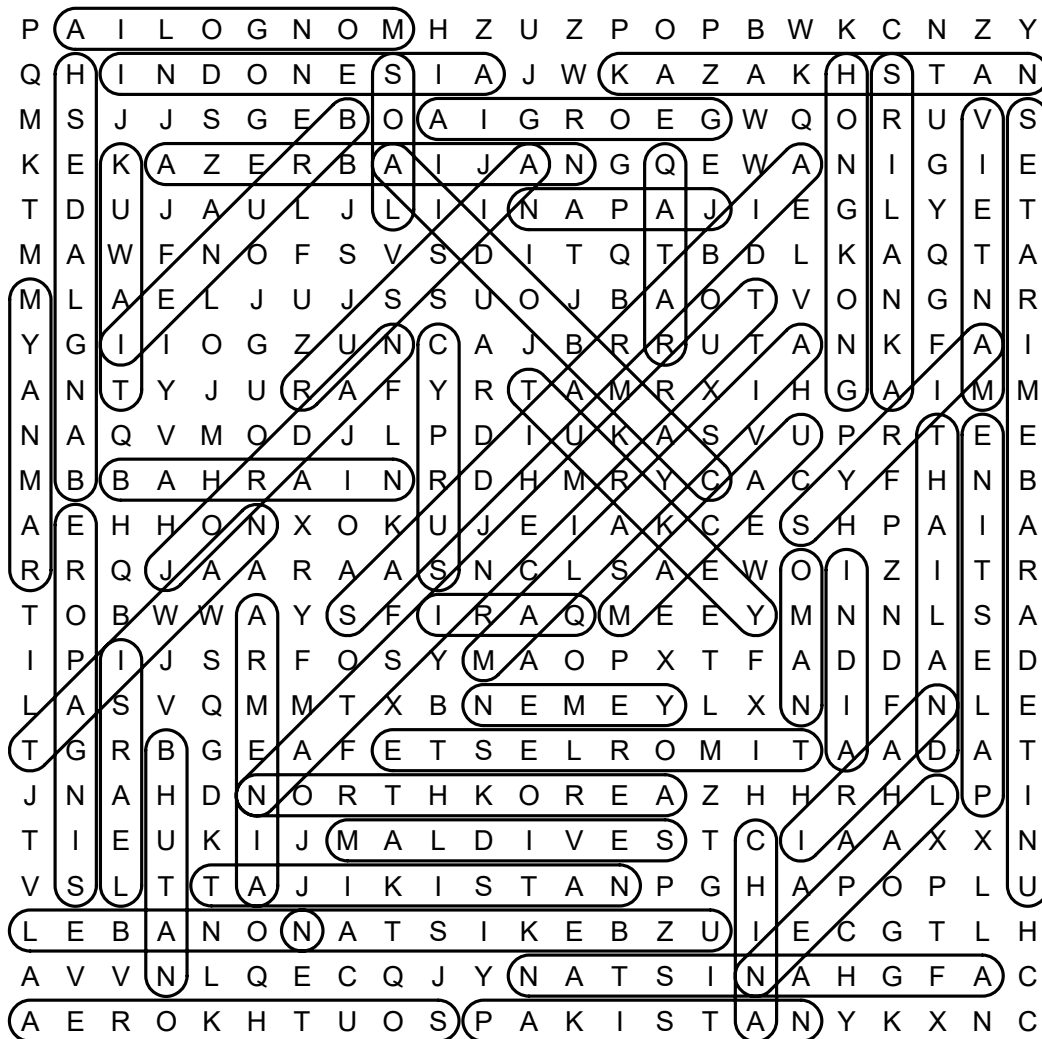 P A I L O G N O M H Z U Z P O P B W K C N Z Y
Q H I N D O N E S I A J W K A Z A K H S T A N
M S J J S G E B O A I G R O E G W Q O R U V S
K E K A Z E R B A I J A N G Q E W A N I G I E
T D U J A U L J L I I N A P A J I E G L Y E T
M A W F N O F S V S D I T Q T B D L K A Q T A
M L A E L J U J S S U O J B A O T V O N G N R
Y G I I O G Z U N C A J B R R U T A N K F A I
A N T Y J U R A F Y R T A M R X I H G A I M M
N A Q V M O D J L P D I U K A S V U P R T E E
M B B A H R A I N R D H M R Y C A C Y F H N B
A E H H O N X O K U J E I A K C E S H P A I A
R R Q J A A R A A S N C L S A E W O I Z I T R
T O B W W A Y S F I R A Q M E E Y M N N L S A
I P I J S R F O S Y M A O P X T F A D D A E D
L A S V Q M M T X B N E M E Y L X N I F N L E
T G R B G E A F E T S E L R O M I T A A D A T
J N A H D N O R T H K O R E A Z H H R H L P I
T I E U K I J M A L D I V E S T C I A A X X N
V S L T T A J I K I S T A N P G H A P O P L U
L E B A N O N A T S I K E B Z U I E C G T L H
A V V N L Q E C Q J Y N A T S I N A H G F A C
A E R O K H T U O S P A K I S T A N Y K X N C